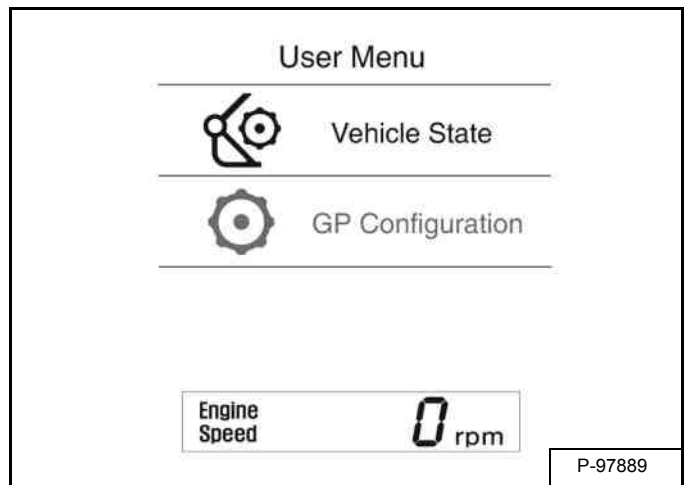 User Menu
Vehicle State
GP Configuration
Engine
Speed
0 rpm
P-97889